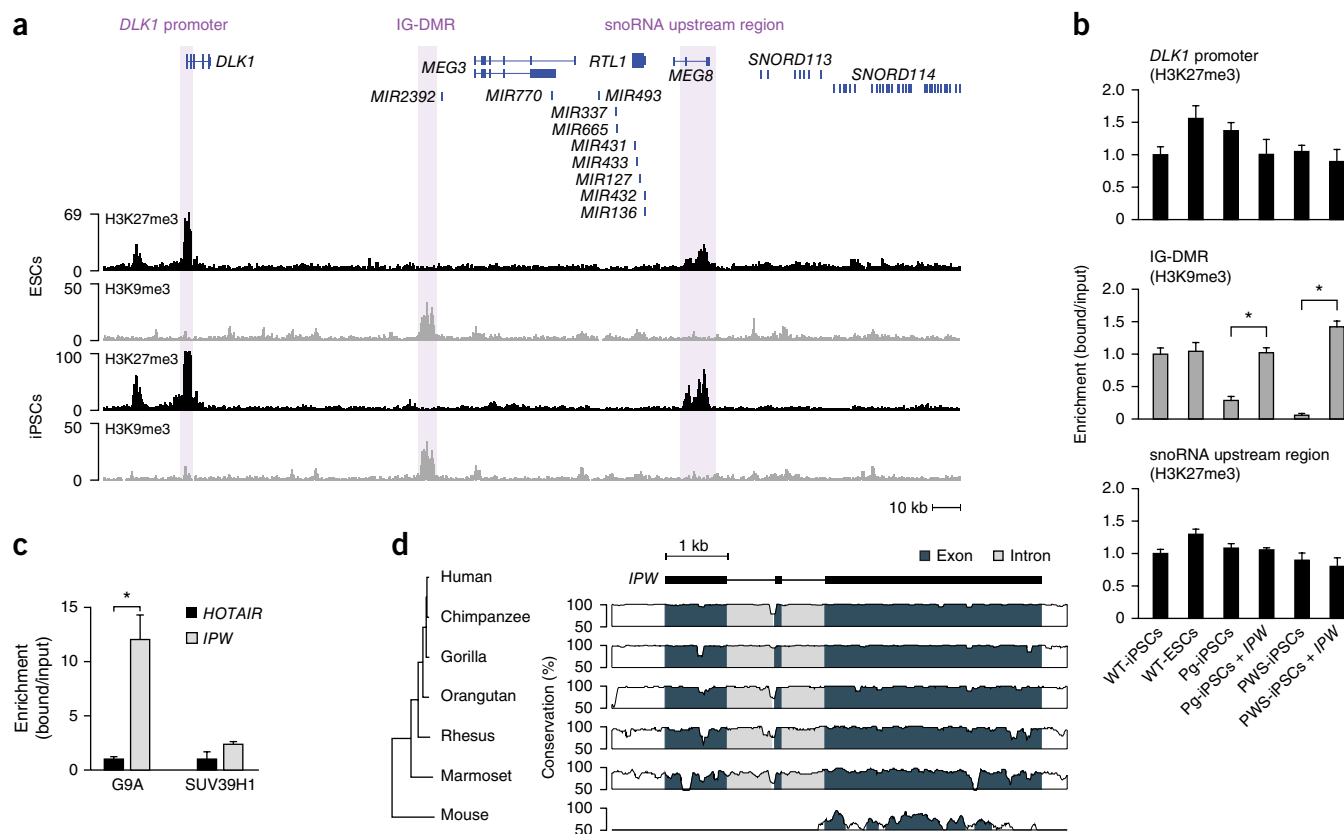 a
DLK1 promoter
IG-DMR
snoRNA upstream region
DLK1
MEG3
RTL1
MEG8
SNORD113
SNORD114
MIR2392
MIR770
MIR493
MIR337
MIR665
MIR431
MIR433
MIR127
MIR432
MIR136
ESCs
69
0
H3K27me3
50
0
H3K9me3
iPSCs
100
0
H3K27me3
50
0
H3K9me3
10 kb
b
DLK1 promoter
(H3K27me3)
2.0
1.5
1.0
0.5
0
Enrichment (bound/input)
IG-DMR
(H3K9me3)
2.0
1.5
1.0
0.5
0
*
*
snoRNA upstream region
(H3K27me3)
2.0
1.5
1.0
0.5
0
WT-iPSCs
WT-ESCs
Pg-iPSCs
Pg-iPSCs + IPW
PWS-iPSCs
PWS-iPSCs + IPW
c
Enrichment
(bound/input)
15
10
5
0
*
HOTAIR
IPW
G9A
SUV39H1
d
Human
Chimpanzee
Gorilla
Orangutan
Rhesus
Marmoset
Mouse
1 kb
Exon
Intron
IPW
Conservation (%)
100
50
100
50
100
50
100
50
100
50
100
50